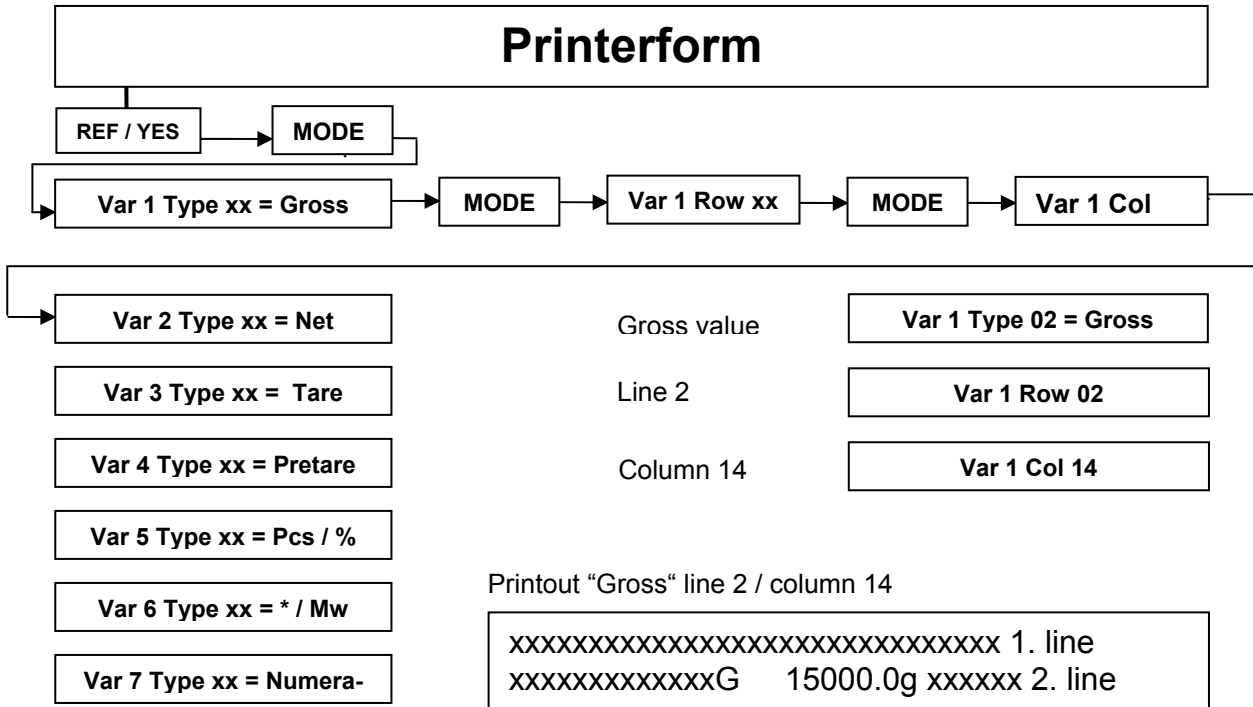 Printerform
REF / YES
MODE
Var 1 Type xx = Gross
MODE
Var 1 Row xx
MODE
Var 1 Col
Var 2 Type xx = Net
Gross value
Var 1 Type 02 = Gross
Var 3 Type xx = Tare
Line 2
Var 1 Row 02
Var 4 Type xx = Pretare
Column 14
Var 1 Col 14
Var 5 Type xx = Pcs / %
Var 6 Type xx = * / Mw
Var 7 Type xx = Numera-
Printout “Gross“ line 2 / column 14
xxxxxxxxxxxxxxxxxxxxxxxxxxxxxxx 1. line
xxxxxxxxxxxxxG 15000.0g xxxxxx 2. line